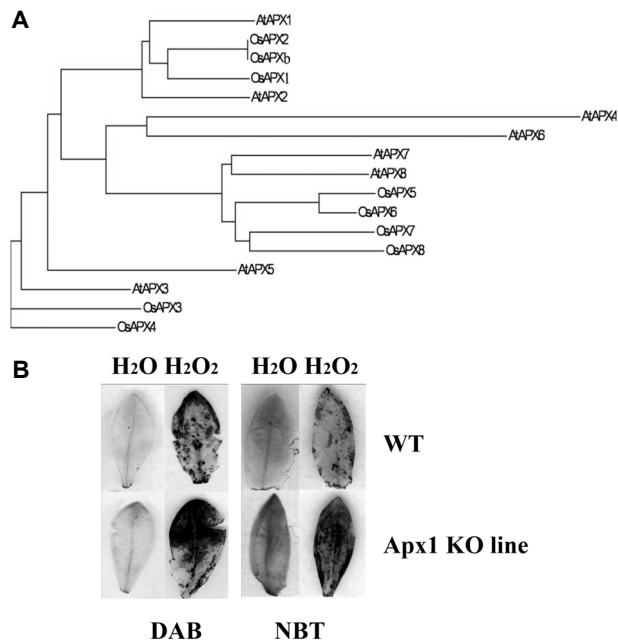 A
AtAPX1
OsAPX2
OsAPXb
OsAPX1
AtAPX2
AtAPX4
AtAPX6
AtAPX7
AtAPX8
OsAPX5
OsAPX6
OsAPX7
OsAPX8
AtAPX5
AtAPX3
OsAPX3
OsAPX4
B
H2O H2O2 H2O H2O2
WT
Apx1 KO line
DAB NBT